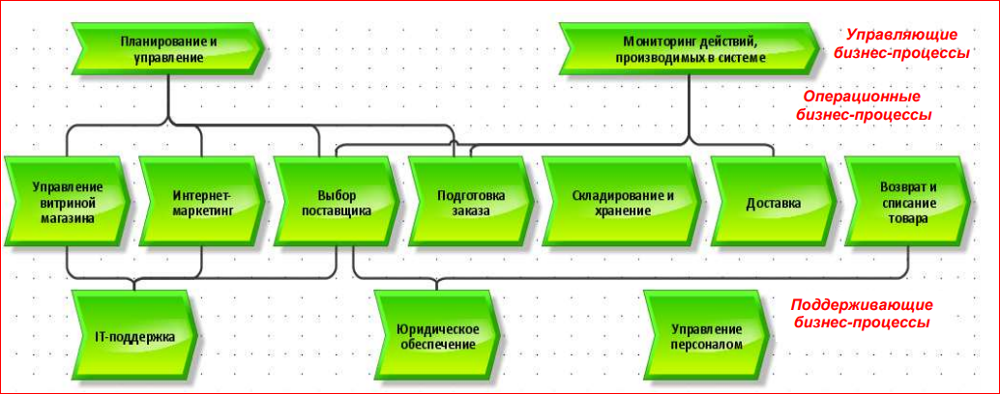 Планирование и
управление
Мониторинг действий,
производимых в системе
Управляющие
бизнес-процессы
Операционные
бизнес-процессы
Управление
витриной
магазина
Интернет-
маркетинг
Выбор
поставщика
Подготовка
заказа
Складирование и
хранение
Доставка
Возврат и
списание
товара
IT-поддержка
Юридическое
обеспечение
Управление
персоналом
Поддерживающие
бизнес-процессы